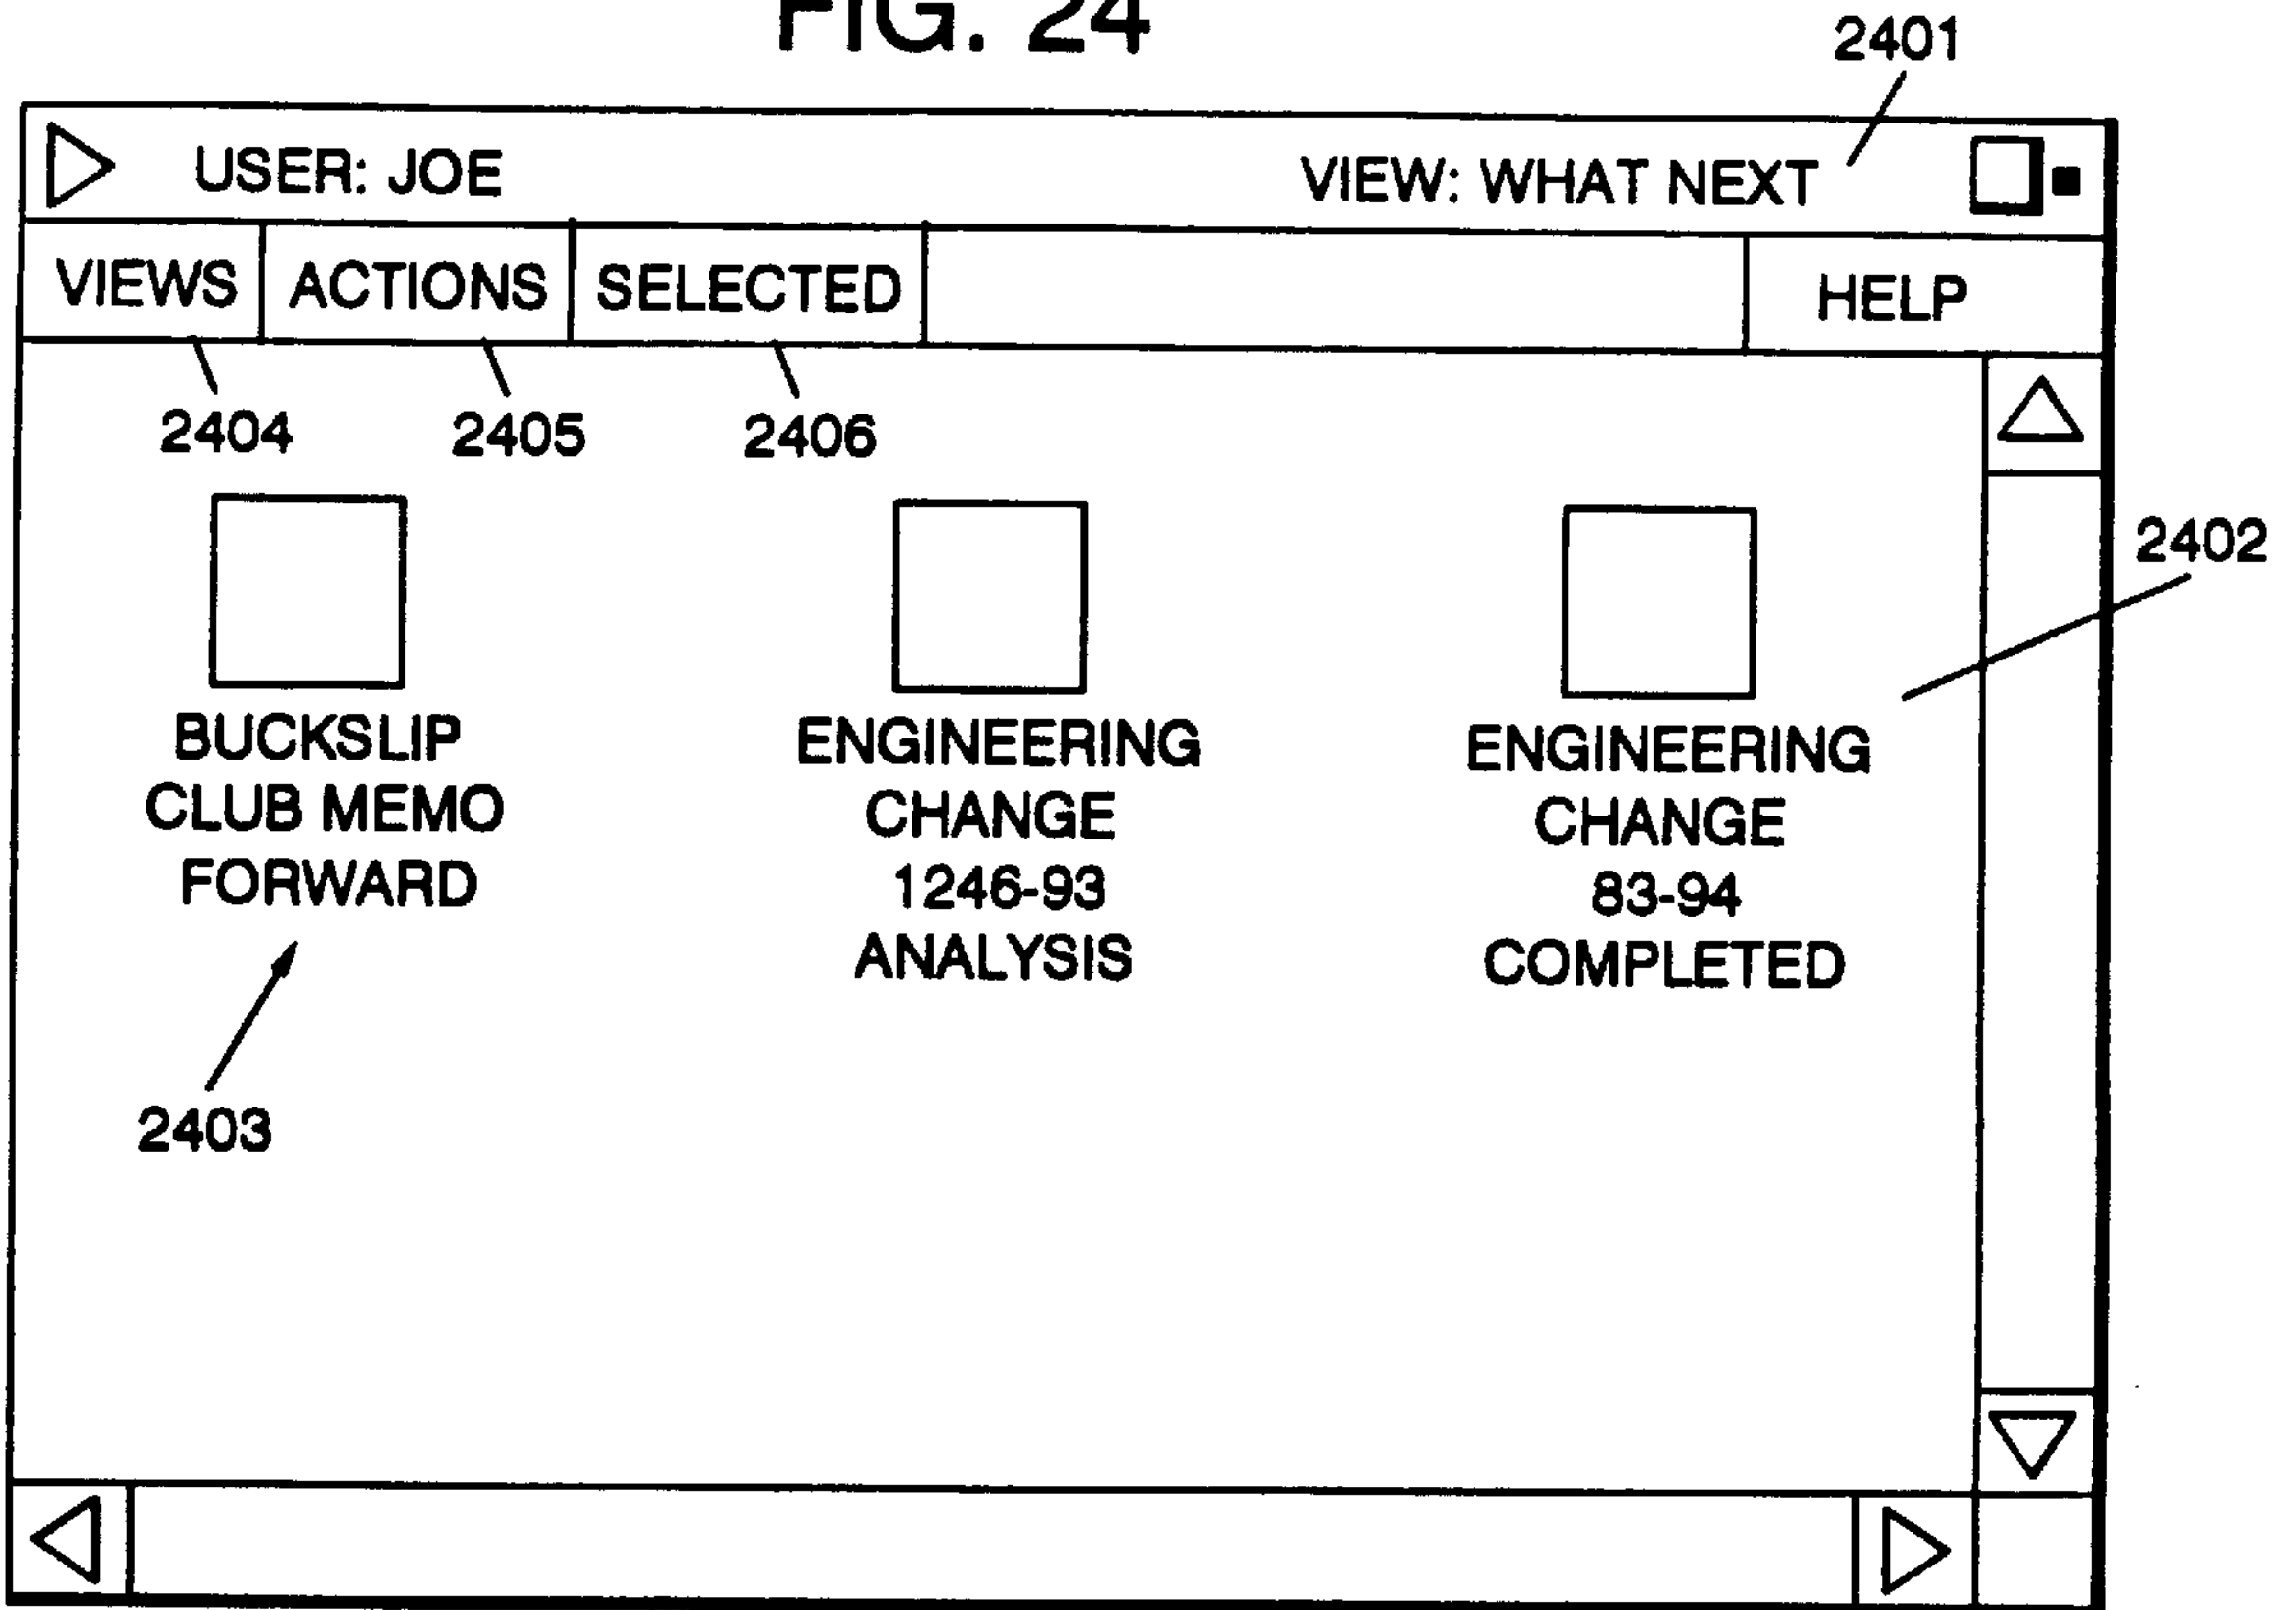 FIG. 24
2401
USER: JOE
VIEW: WHAT NEXT
VIEWS
ACTIONS
SELECTED
HELP
2404
2405
2406
2402
BUCKSLIP
CLUB MEMO
FORWARD
ENGINEERING
CHANGE
1246-93
ANALYSIS
ENGINEERING
CHANGE
83-94
COMPLETED
2403